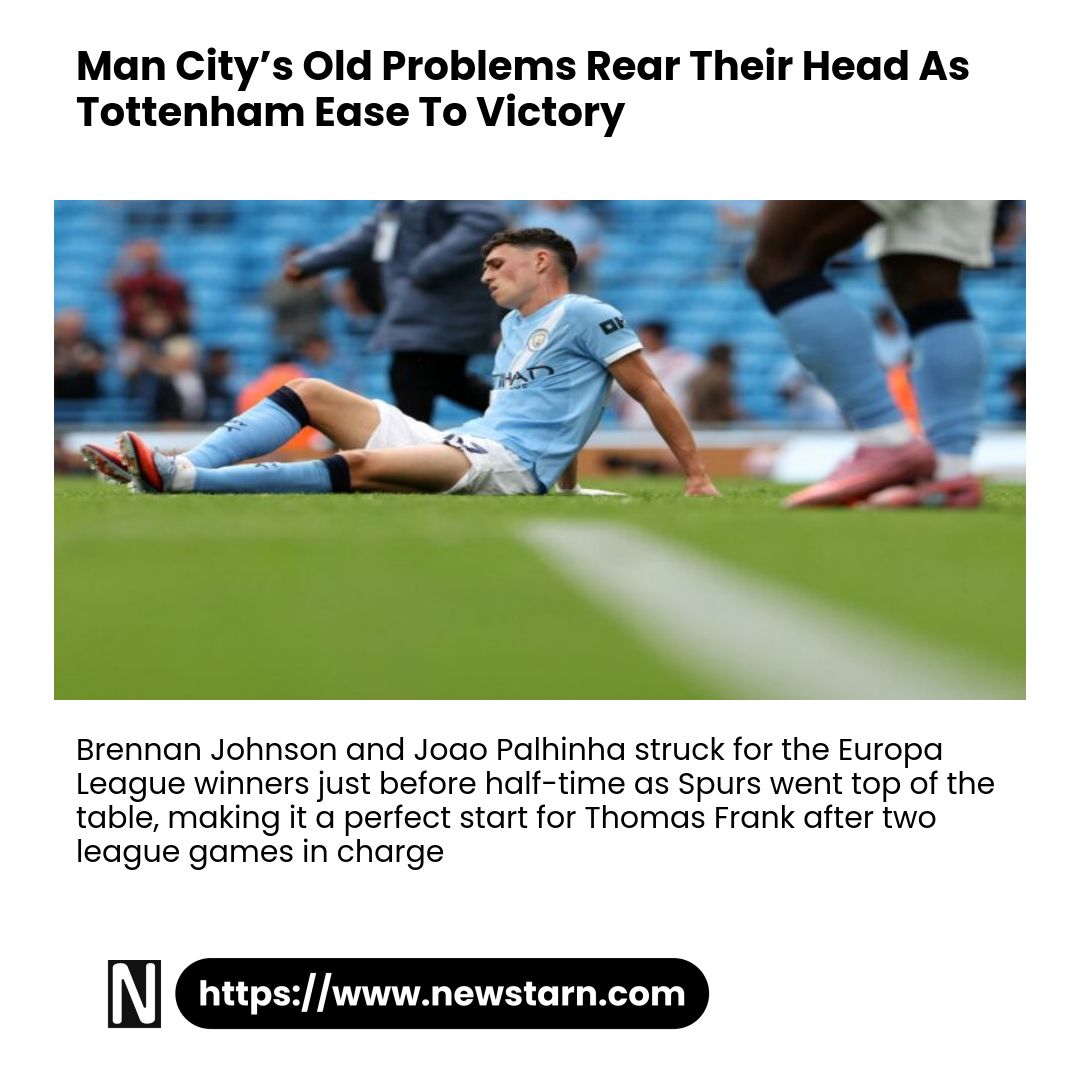 Man City’s Old Problems Rear Their Head As
Tottenham Ease To Victory
Brennan Johnson and Joao Palhinha struck for the Europa
League winners just before half-time as Spurs went top of the
table, making it a perfect start for Thomas Frank after two
league games in charge
N
https://www.newstarn.com